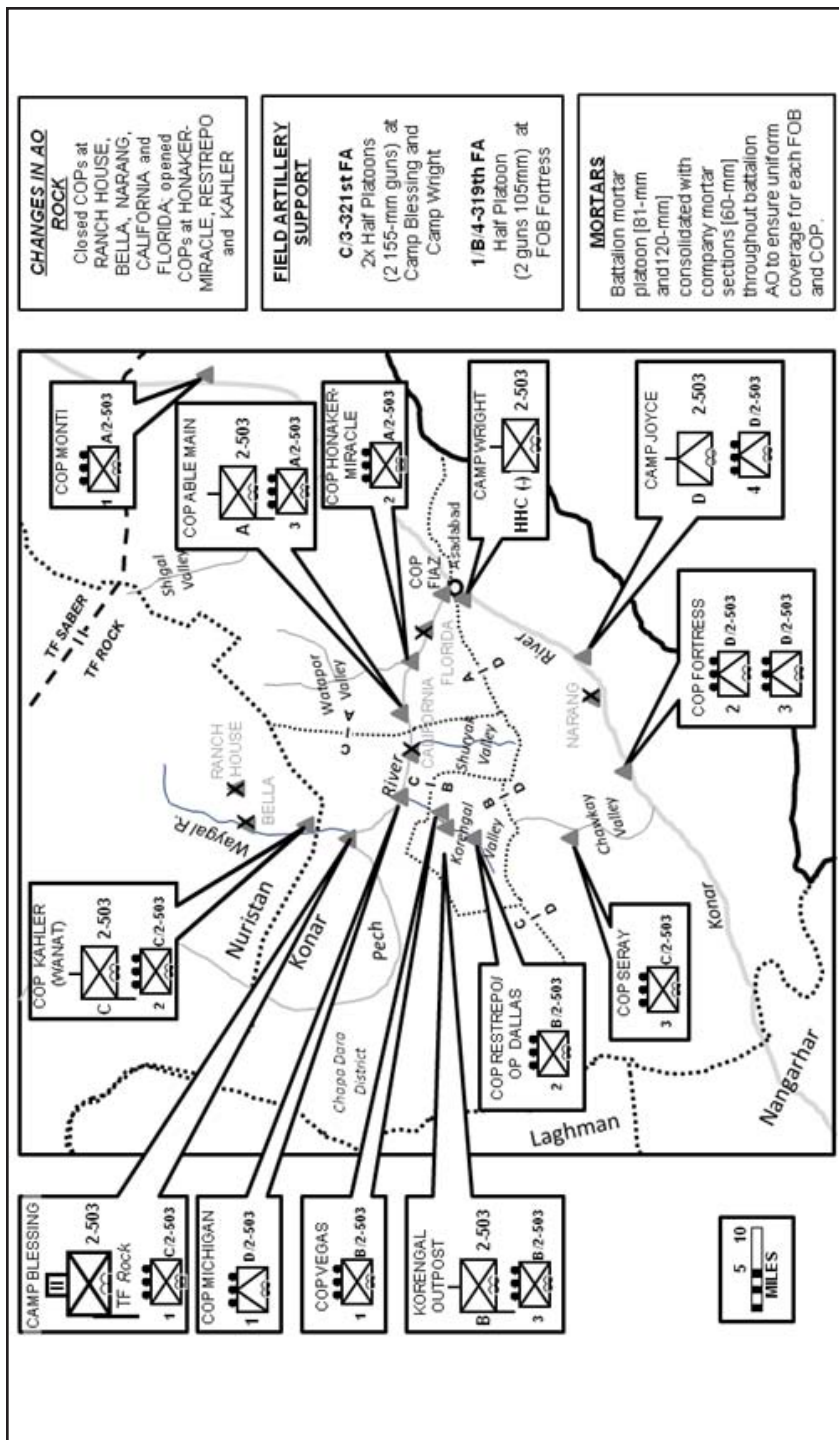 CHANGES IN AO
ROCK
Closed COPs at
RANCH HOUSE,
BELLA, NARANG,
CALIFORNIA and
FLORIDA; opened
COPs at HONAKER-
MIRACLE, RESTREPO
and KAHLER
FIELD ARTILLERY
SUPPORT
C/3-321st FA
2x Half Platoons
(2 155-mm guns) at
Camp Blessing and
Camp Wright
1/B/4-319th FA
Half Platoon
(2 guns 105mm) at
FOB Fortress
MORTARS
Battalion mortar
platoon [81-mm
and120-mm]
consolidated with
company mortar
sections [60-mm]
throughout battalion
AO to ensure uniform
coverage for each FOB
and COP.
COP MONTI
1 A/2-503
COP ABLE MAIN
A 2-503
3 A/2-503
COP HONAKER-
MIRACLE
2 A/2-503
CAMP WRIGHT
HHC (-) 2-503
CAMP JOYCE
D 2-503
4 D/2-503
COP FORTRESS
2 D/2-503
3 D/2-503
COP SERAY
3 C/2-503
COP RESTREPO/
OP DALLAS
2 B/2-503
COP KAHLER
(WANAT)
C 2-503
2 C/2-503
CAMP BLESSING
III
2-503
TF Rock
1 C/2-503
COP MICHIGAN
1 D/2-503
COP VEGAS
1 B/2-503
KORENGAL
OUTPOST
B 2-503
3 B/2-503
TF SABER
II
TF ROCK
Shigal
Valley
Watapor
Valley
RANCH
HOUSE
BELLA
Waygal R.
Nuristan
Konar
Pech
River
CALIFORNIA
FLORIDA
COP
FIAZ
Asadabad
Shuryak
Valley
Korengal
Valley
Chapa Dara
District
C I A
A I D
C I B
B I D
C I D
River
NARANG
Chawkay
Valley
Konar
Laghman
Nangarhar
5 10
MILES